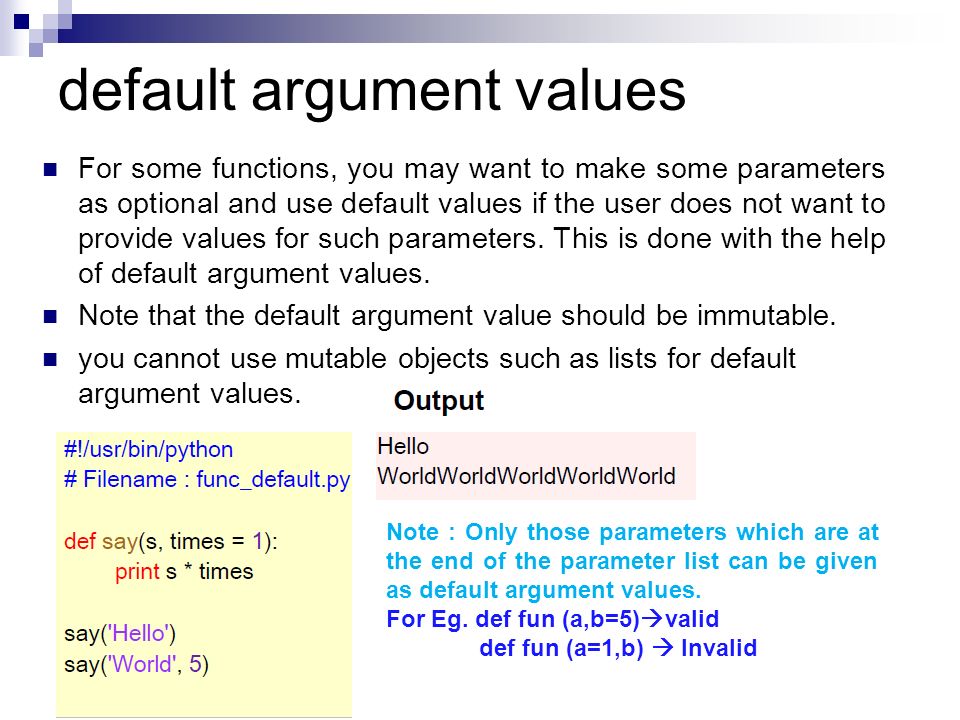 default argument values
For some functions, you may want to make some parameters
as optional and use default values if the user does not want to
provide values for such parameters. This is done with the help
of default argument values.
Note that the default argument value should be immutable.
you cannot use mutable objects such as lists for default
argument values.
Output
#!/usr/bin/python
# Filename : func_default.py
def say(s, times = 1):
print s * times
say('Hello')
say('World', 5)
Hello
WorldWorldWorldWorldWorld
Note : Only those parameters which are at
the end of the parameter list can be given
as default argument values.
For Eg. def fun (a,b=5)→valid
def fun (a=1,b) → Invalid